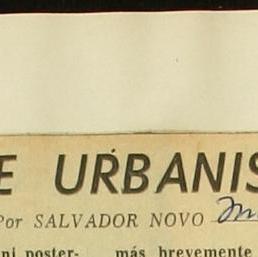 E URBANIS
Por SALVADOR NOVO
ni poster- más brevemente